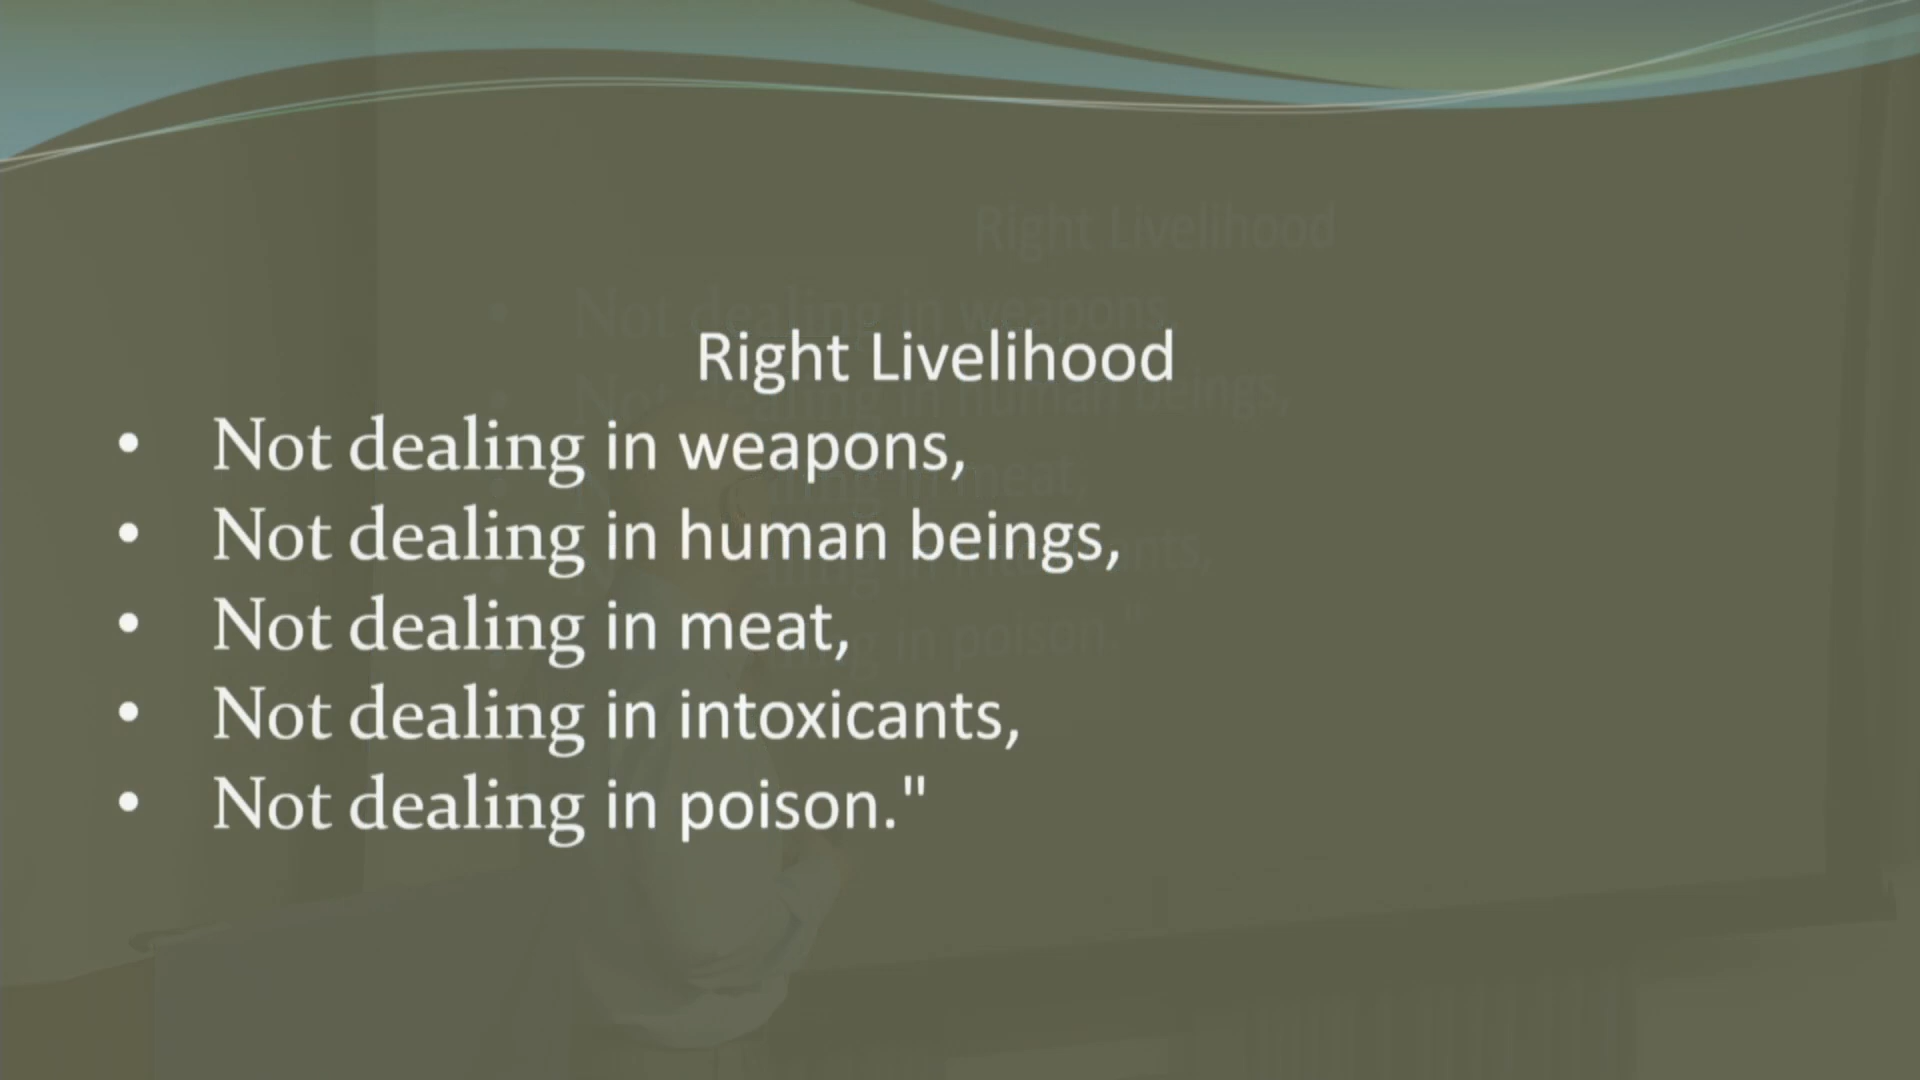 Right Livelihood
• Not dealing in weapons,
• Not dealing in human beings,
• Not dealing in meat,
• Not dealing in intoxicants,
• Not dealing in poison."